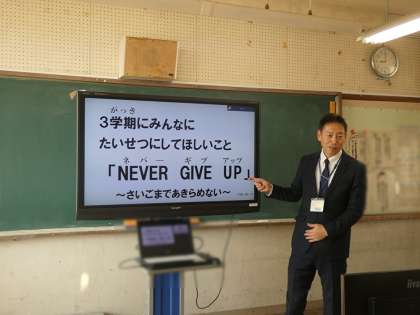 がっき
3学期にみんなに
たいせつにしてほしいこと
ネバー ギブ アップ
「NEVER GIVE UP」
~さいごまであきらめない~